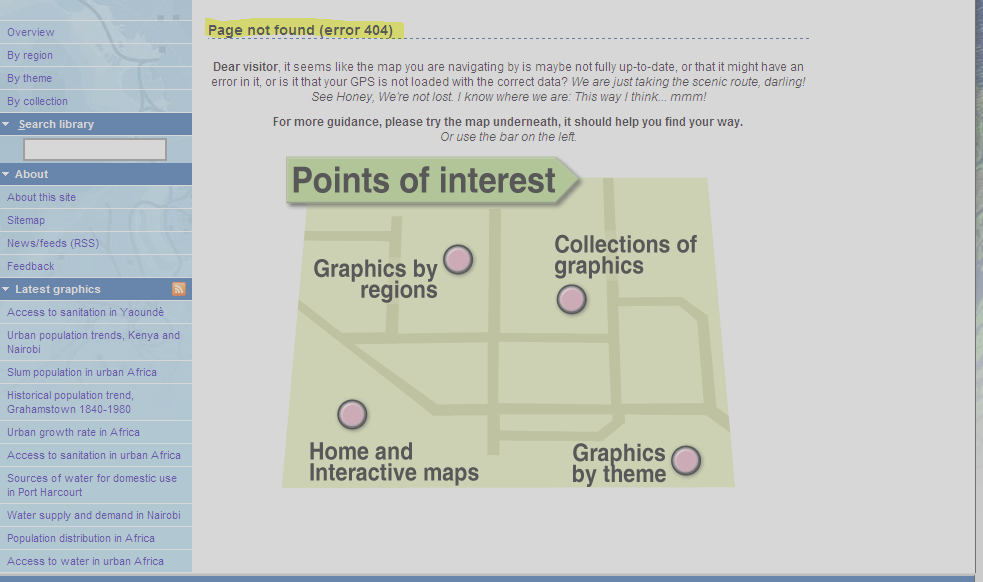 Overview
By region
By theme
By collection
Search library
About
About this site
Sitemap
News/feeds (RSS)
Feedback
Latest graphics
Access to sanitation in Yaoundè
Urban population trends, Kenya and
Nairobi
Slum population in urban Africa
Historical population trend,
Grahamstown 1840-1980
Urban growth rate in Africa
Access to sanitation in urban Africa
Sources of water for domestic use
in Port Harcourt
Water supply and demand in Nairobi
Population distribution in Africa
Access to water in urban Africa
Page not found (error 404)
Dear visitor, it seems like the map you are navigating by is maybe not fully up-to-date, or that it might have an
error in it, or is it that your GPS is not loaded with the correct data? We are just taking the scenic route, darling!
See Honey, We're not lost. I know where we are: This way I think... mmm!
For more guidance, please try the map underneath, it should help you find your way.
Or use the bar on the left.
Points of interest
Graphics by
regions
Collections of
graphics
Home and
Interactive maps
Graphics
by theme